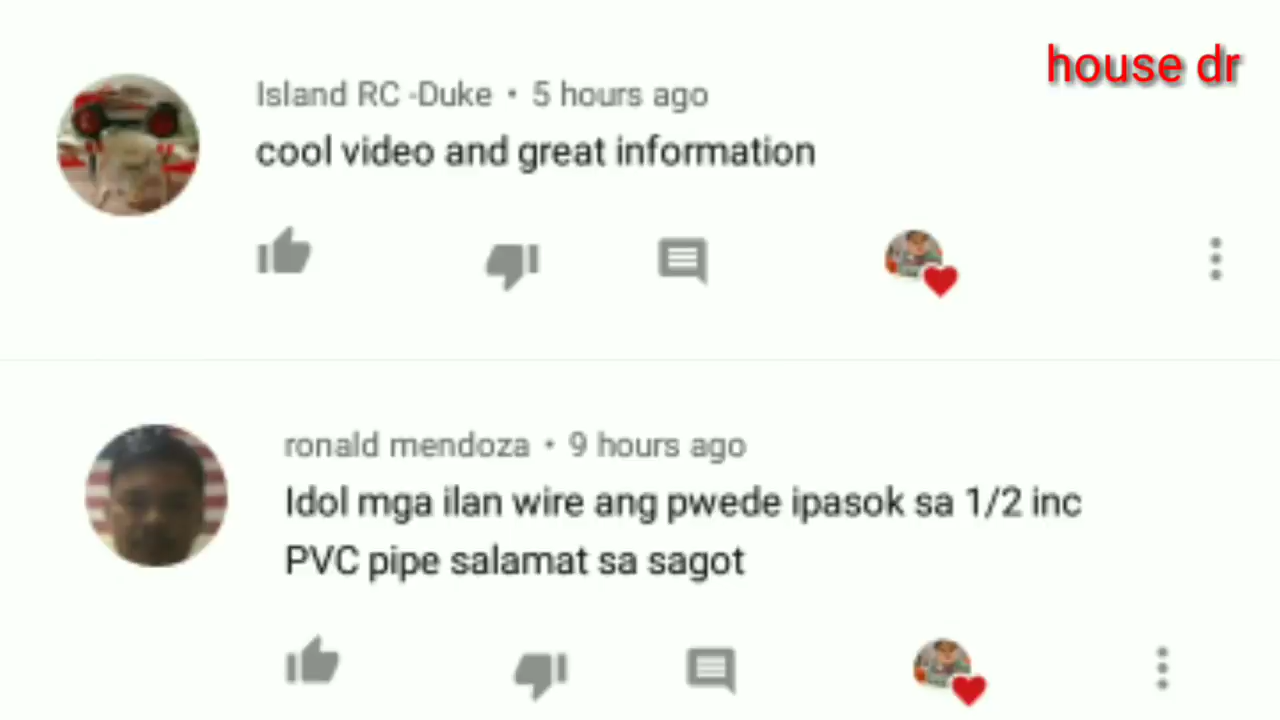 house dr
Island RC -Duke • 5 hours ago
cool video and great information
ronald mendoza • 9 hours ago
Idol mga ilan wire ang pwede ipasok sa 1/2 inc
PVC pipe salamat sa sagot